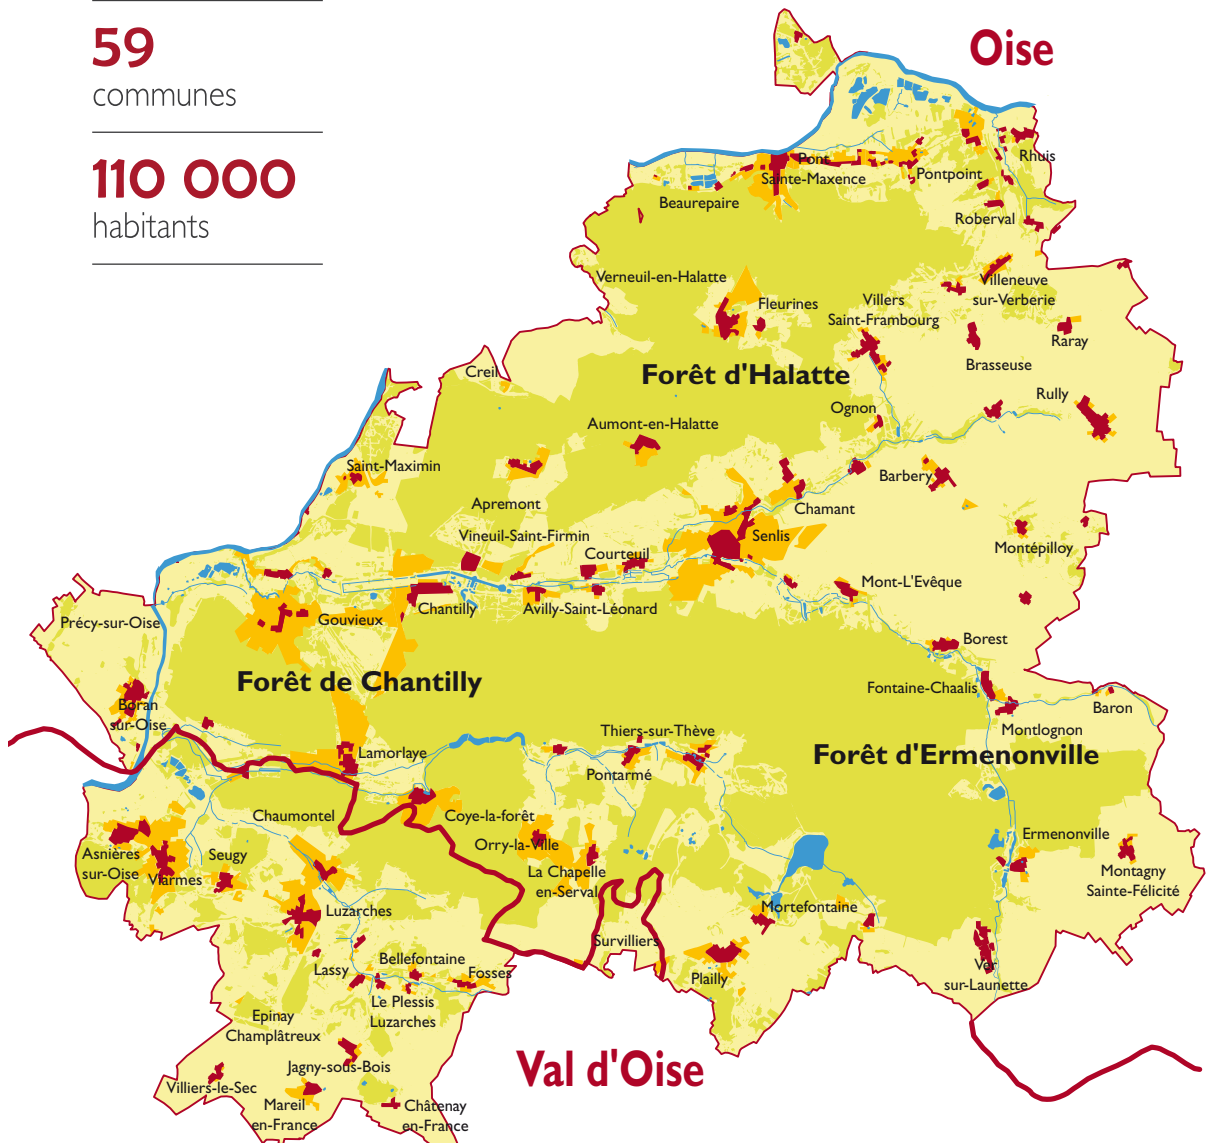 59
communes
110 000
habitants
Oise
Rhuis
Pont
Sainte-Maxence
Pontpoint
Beaurepaire
Roberval
Verneuil-en-Halatte
Villeneuve
sur-Verberie
Fleurines
Villers
Saint-Frambourg
Raray
Brasseuse
Creil
Forêt d'Halatte
Rully
Ognon
Aumont-en-Halatte
Saint-Maximin
Barbery
Apremont
Chamant
Vineuil-Saint-Firmin
Senlis
Courteuil
Montépilloy
Mont-L'Evêque
Chantilly
Avilly-Saint-Léonard
Gouvieux
Précy-sur-Oise
Borest
Forêt de Chantilly
Fontaine-Chaalis
Boran
sur-Oise
Baron
Montlognon
Thiers-sur-Thève
Lamorlaye
Forêt d'Ermenonville
Pontarmé
Chaumontel
Coye-la-forêt
Ermenonville
Orry-la-Ville
Asnières
sur-Oise
Seugy
Viarmes
La Chapelle
en-Serval
Montagny
Sainte-Félicité
Luzarches
Mortefontaine
Survilliers
Bellefontaine
Lassy
Fosses
Plailly
Ver
sur-Launette
Le Plessis
Luzarches
Epinay
Champlâtreux
Jagny-sous-Bois
Val d'Oise
Villiers-le-Sec
Mareil
en-France
Châtenay
en-France